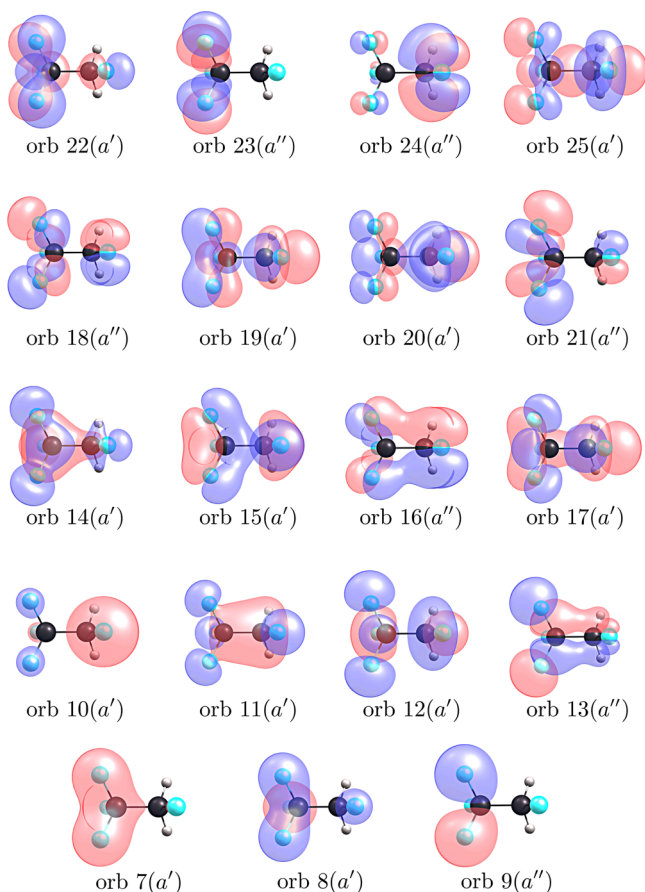 orb 22(a′) orb 23(a′′) orb 24(a′′) orb 25(a′)
orb 18(a′′) orb 19(a′) orb 20(a′) orb 21(a′′)
orb 14(a′) orb 15(a′) orb 16(a′′) orb 17(a′)
orb 10(a′) orb 11(a′) orb 12(a′) orb 13(a′′)
orb 7(a′) orb 8(a′) orb 9(a′′)